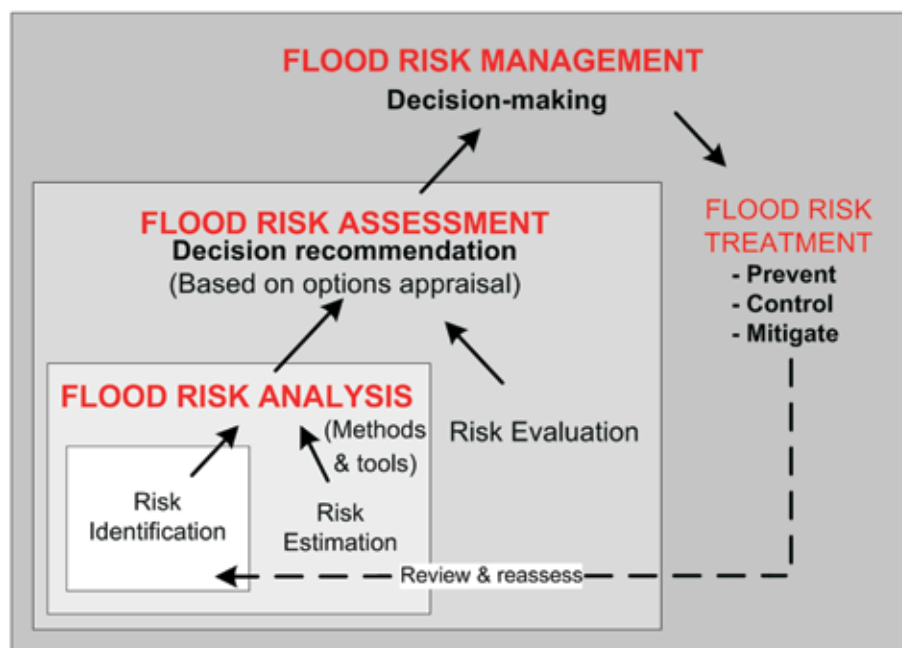 FLOOD RISK MANAGEMENT
Decision-making
FLOOD RISK ASSESSMENT
Decision recommendation
(Based on options appraisal)
FLOOD RISK
TREATMENT
- Prevent
- Control
- Mitigate
FLOOD RISK ANALYSIS
(Methods
& tools)
Risk Evaluation
Risk
Identification
Risk
Estimation
Review & reassess